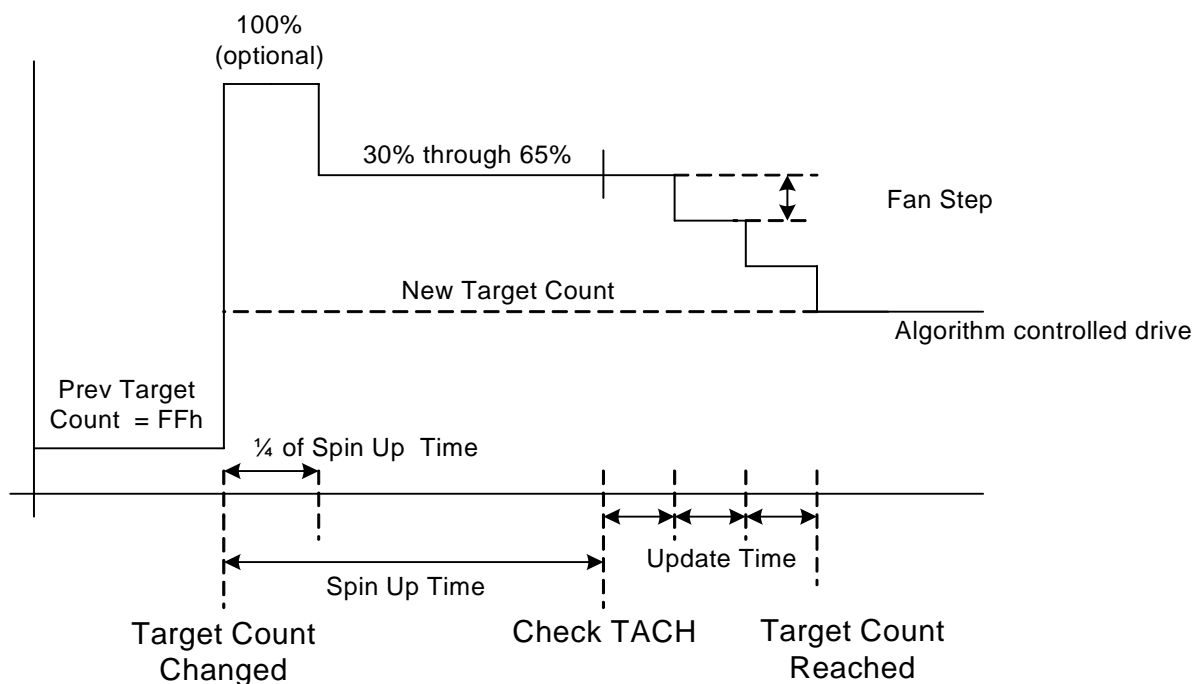 100%
(optional)
30% through 65%
Fan Step
New Target Count
Algorithm controlled drive
Prev Target
Count = FFh
¼ of Spin Up Time
Update Time
Spin Up Time
Target Count
Changed
Check TACH
Target Count
Reached